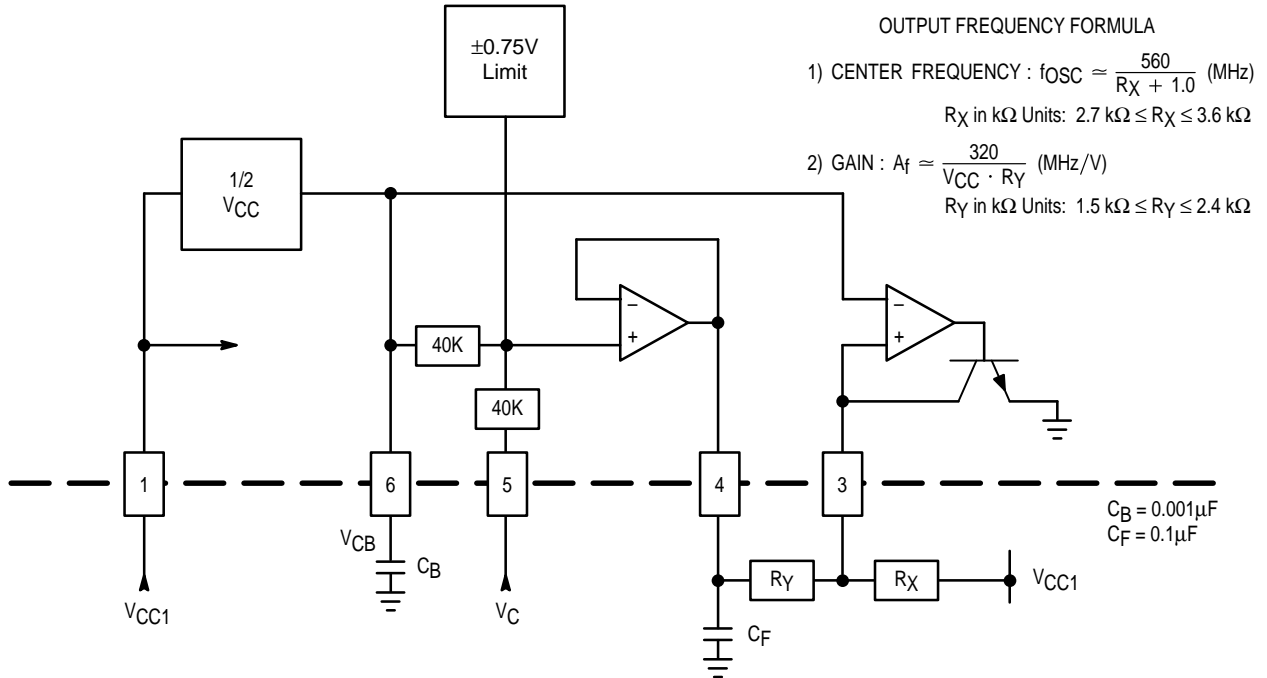 ±0.75V
Limit
OUTPUT FREQUENCY FORMULA
1) CENTER FREQUENCY : fOSC ≃ 560 / (RX + 1.0) (MHz)
RX in kΩ Units: 2.7 kΩ ≤ RX ≤ 3.6 kΩ
2) GAIN : Af ≃ 320 / (VCC · RY) (MHz/V)
RY in kΩ Units: 1.5 kΩ ≤ RY ≤ 2.4 kΩ
1/2
VCC
−
+
−
+
40K
40K
1
6
5
4
3
CB = 0.001µF
CF = 0.1µF
VCB
CB
RY
RX
VCC1
VCC1
VC
CF